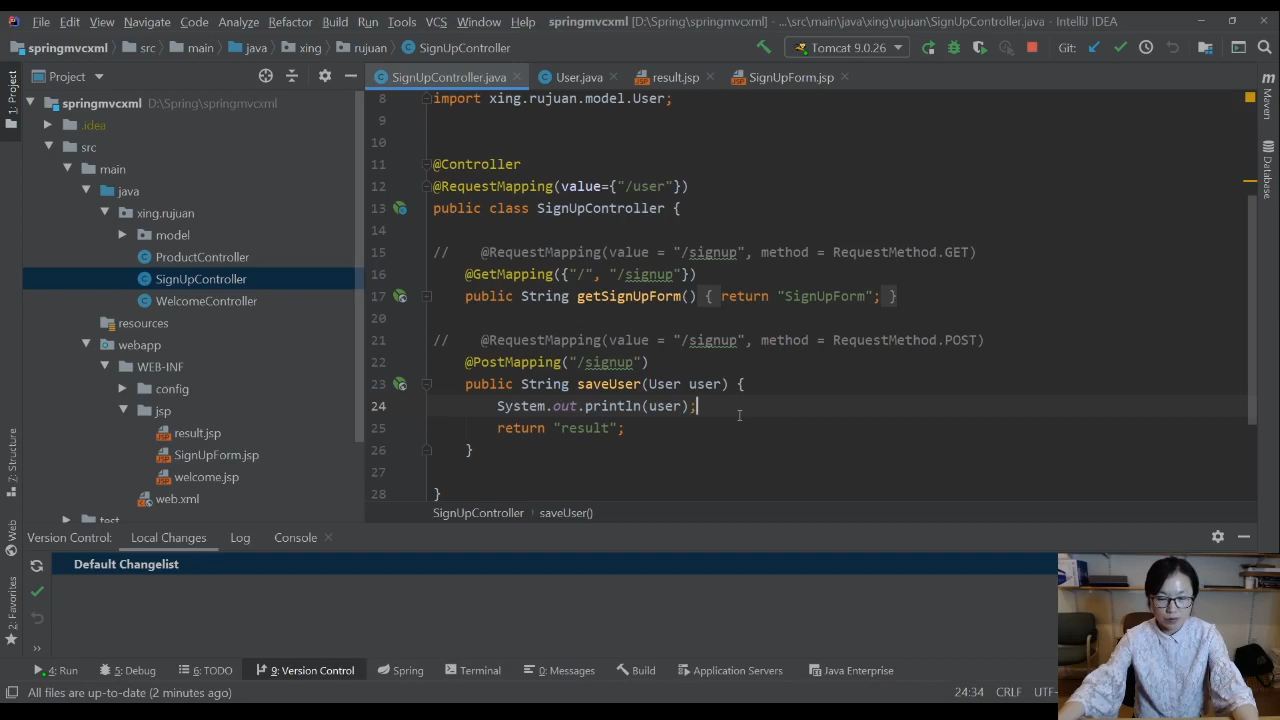 File Edit View Navigate Code Analyze Refactor Build Run Tools VCS Window Help springmvcxml [D:\Spring\springmvcxml] - ...\src\main\java\xing\rujuan\SignUpController.java - IntelliJ IDEA
springmvcxml src main java xing rujuan SignUpController Tomcat 9.0.26 Git:
Project SignUpController.java User.java result.jsp SignUpForm.jsp
1: Project
Maven
Database
7: Structure
Web
2: Favorites
springmvcxml D:\Spring\springmvcxml
.idea
src
main
java
xing.rujuan
model
ProductController
SignUpController
WelcomeController
resources
webapp
WEB-INF
config
jsp
result.jsp
SignUpForm.jsp
welcome.jsp
web.xml
test
8 import xing.rujuan.model.User;
9
10
11 @Controller
12 @RequestMapping(value={"/user"})
13 public class SignUpController {
14
15 // @RequestMapping(value = "/signup", method = RequestMethod.GET)
16 @GetMapping({"/", "/signup"})
17 public String getSignUpForm() { return "SignUpForm"; }
20
21 // @RequestMapping(value = "/signup", method = RequestMethod.POST)
22 @PostMapping("/signup")
23 public String saveUser(User user) {
24 System.out.println(user);
25 return "result";
26 }
27
28 }
SignUpController saveUser()
Version Control: Local Changes Log Console
Default Changelist
4: Run 5: Debug 6: TODO 9: Version Control Spring Terminal 0: Messages Build Application Servers Java Enterprise
All files are up-to-date (2 minutes ago) 24:34 CRLF UTF-